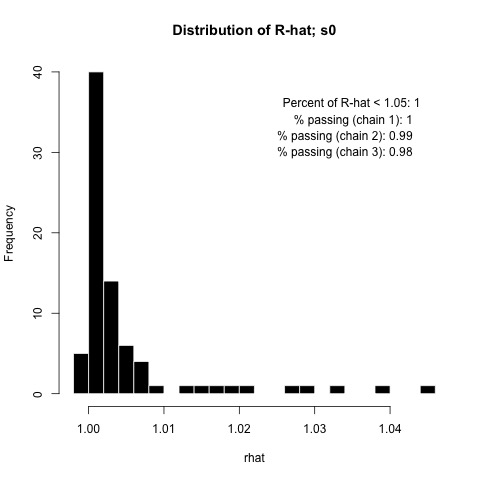 Distribution of R-hat; s0
Percent of R-hat < 1.05: 1
% passing (chain 1): 1
% passing (chain 2): 0.99
% passing (chain 3): 0.98
Frequency
40
30
20
10
0
1.00 1.01 1.02 1.03 1.04
rhat